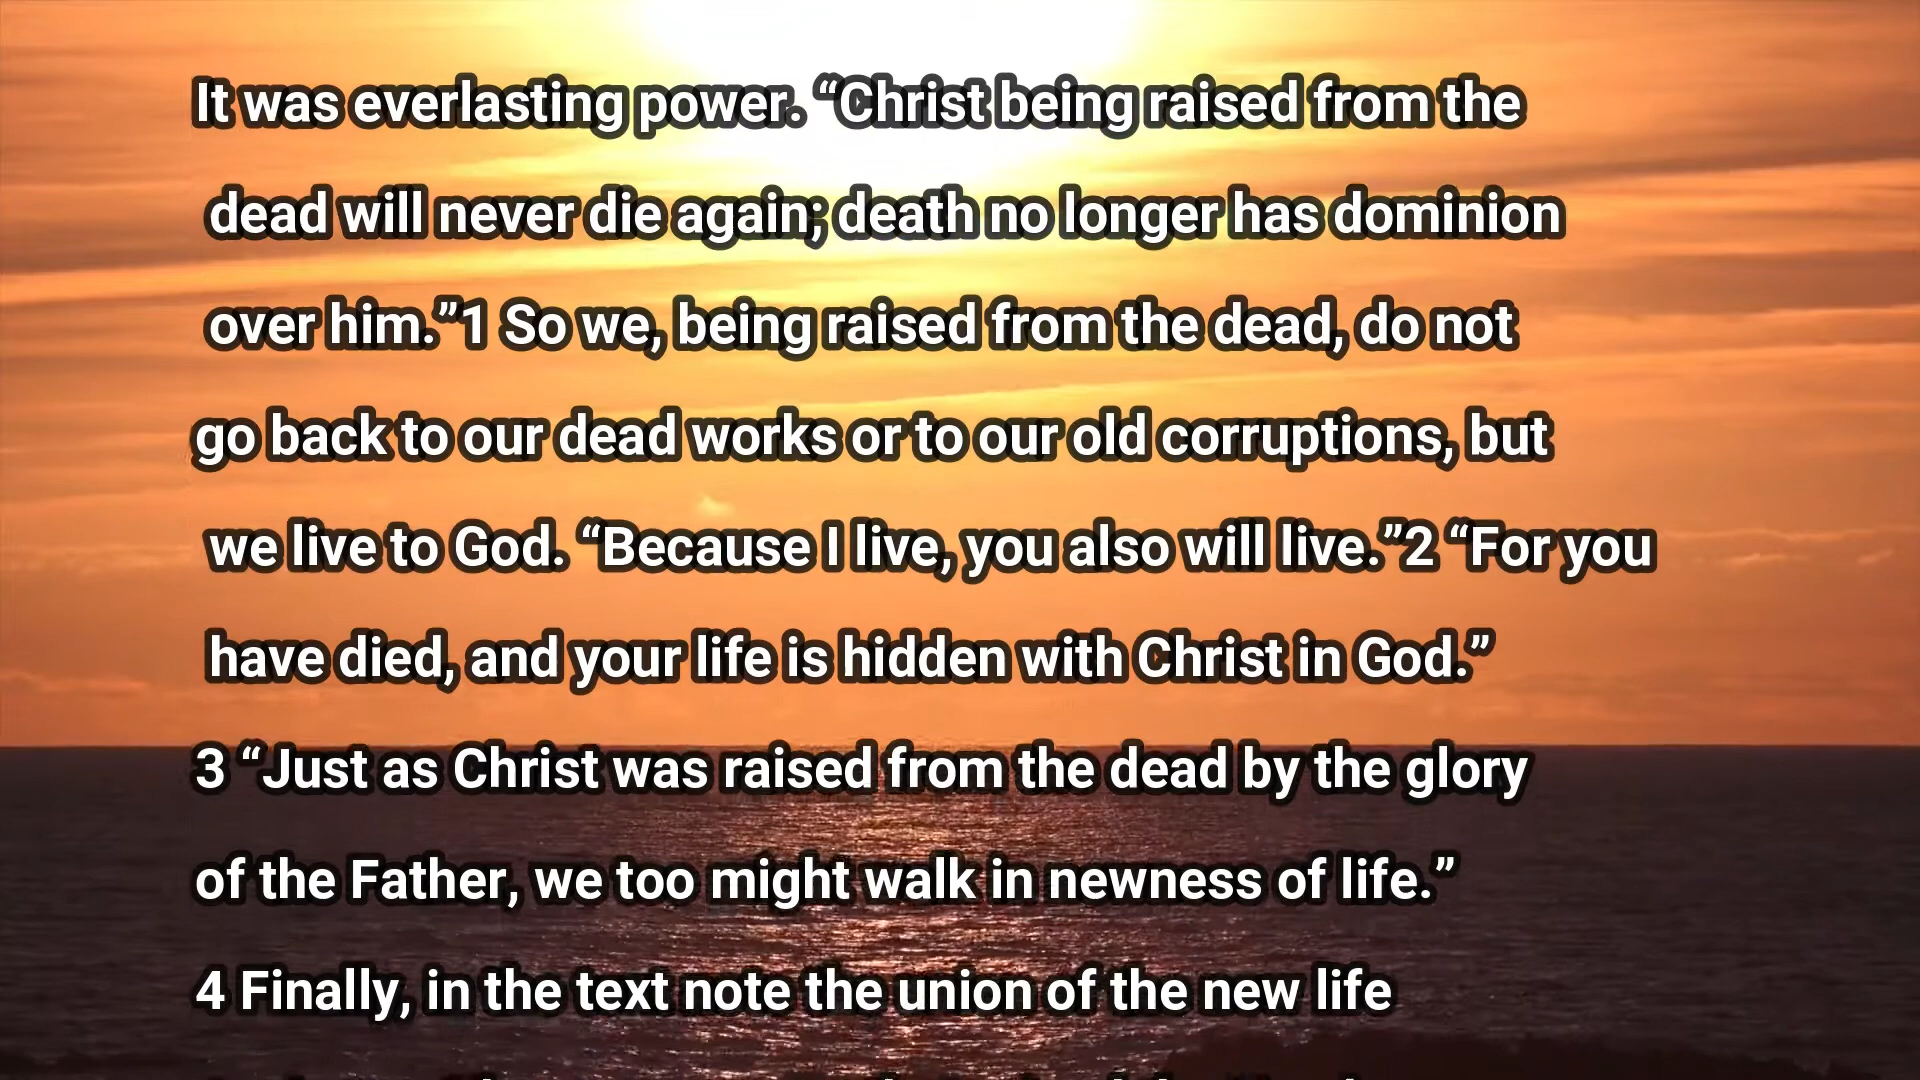 It was everlasting power. “Christ being raised from the
dead will never die again; death no longer has dominion
over him.”1 So we, being raised from the dead, do not
go back to our dead works or to our old corruptions, but
we live to God. “Because I live, you also will live.”2 “For you
have died, and your life is hidden with Christ in God.”
3 “Just as Christ was raised from the dead by the glory
of the Father, we too might walk in newness of life.”
4 Finally, in the text note the union of the new life